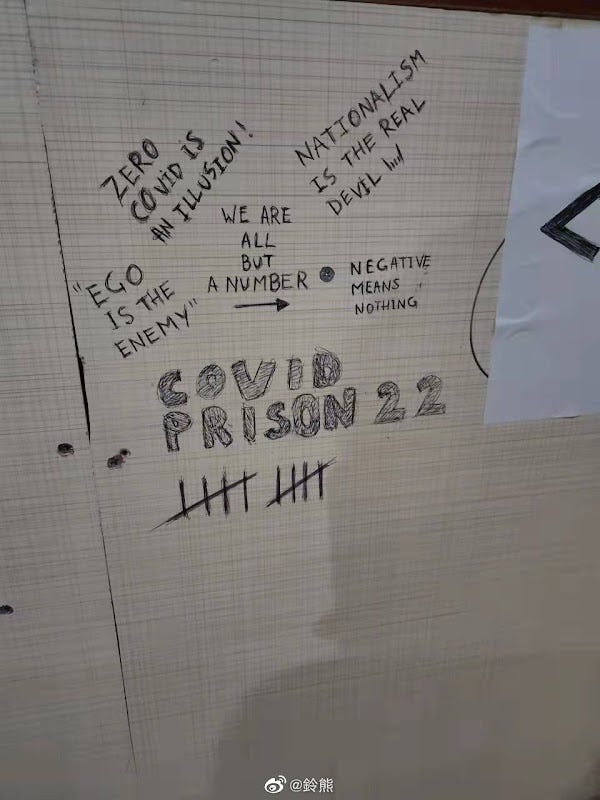 ZERO
COVID IS
AN ILLUSION!
NATIONALISM
IS THE REAL
DEVIL
WE ARE
ALL
BUT
A NUMBER
"EGO
IS THE
ENEMY"
NEGATIVE
MEANS
NOTHING
COVID
PRISON 22
@鈴熊